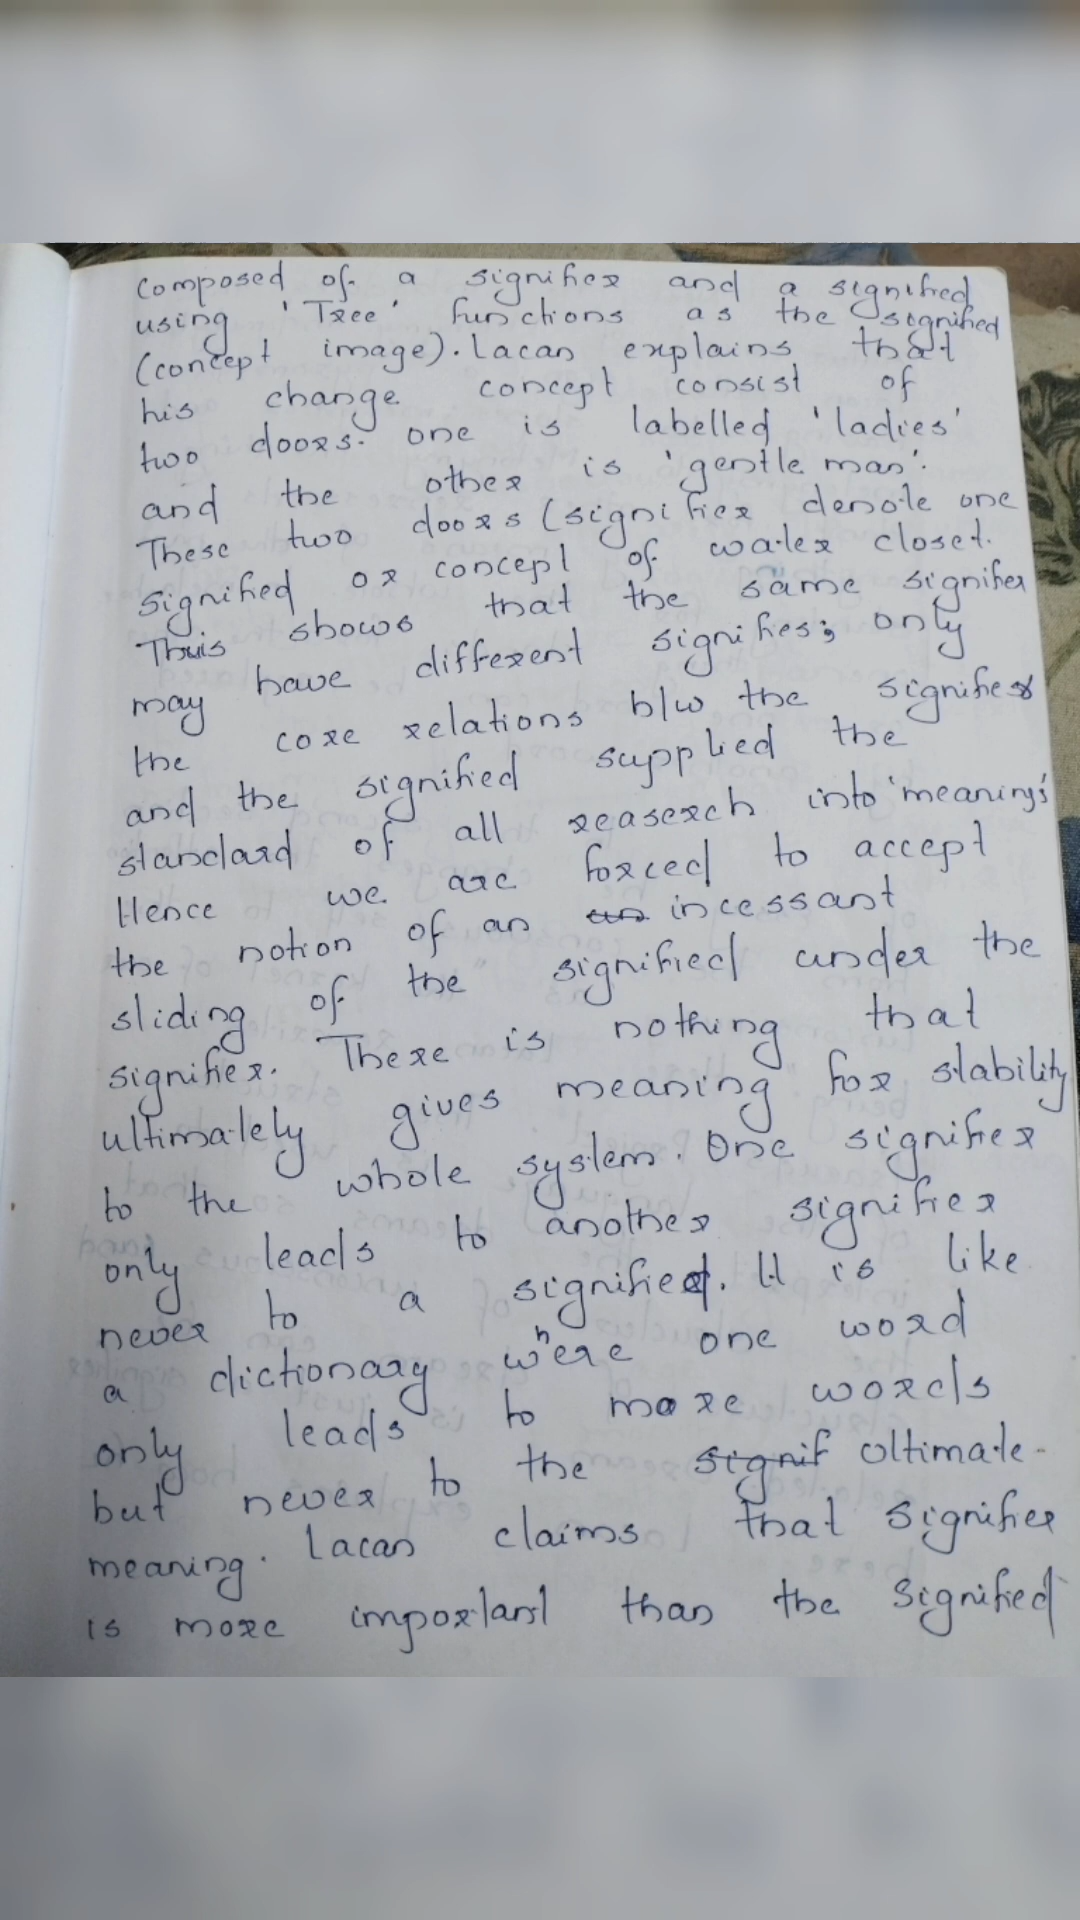 composed of a signifier and a signified
using 'Tree' functions as the signified
(concept image). Lacan explains that
his change concept consist of
two doors. one is labelled 'ladies'
and the other is 'gentle man'.
These two doors (signifier denote one
signified or concept of water closet.
This shows that the same signifier
may have different signifies; only
the core relations b/w the signifier
and the signified supplied the
standard of all reaserch into 'meaning'
Hence we are forced to accept
the notion of an incessant
sliding of the signified under the
signifier. There is nothing that
ultimately gives meaning for stability
to the whole system. One signifier
only leads to another signifier
never to a signified. It is like
a dictionary where one word
only leads to more words
but never to the signif ultimate
meaning. Lacan claims that signifier
is more important than the signified